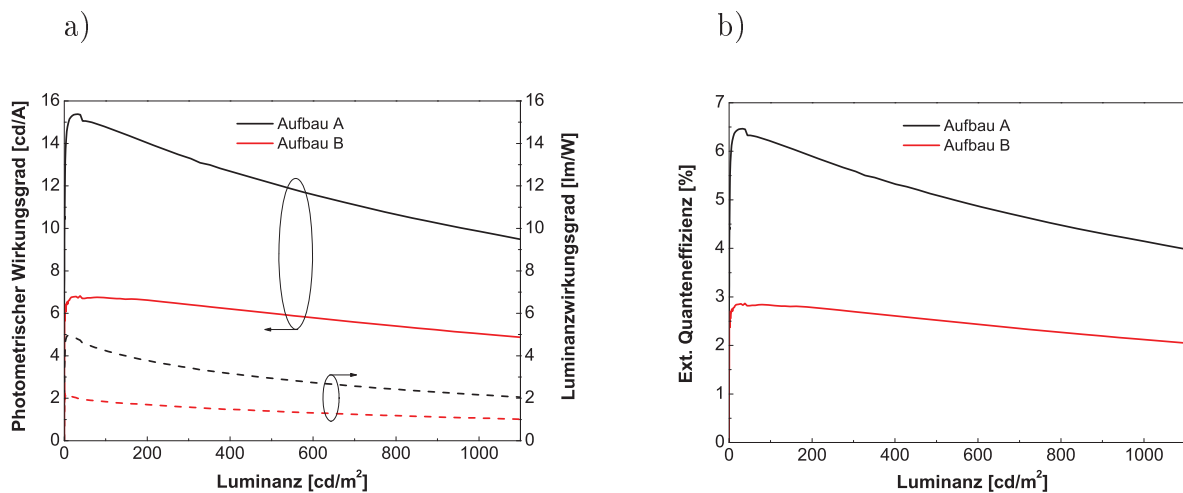 a)
Photometrischer Wirkungsgrad [cd/A]
16
14
12
10
8
6
4
2
0
Aufbau A
Aufbau B
16
14
12
10
8
6
4
2
0
Luminanzwirkungsgrad [lm/W]
0 200 400 600 800 1000
Luminanz [cd/m²]
b)
Ext. Quanteneffizienz [%]
7
6
5
4
3
2
1
0
Aufbau A
Aufbau B
0 200 400 600 800 1000
Luminanz [cd/m²]